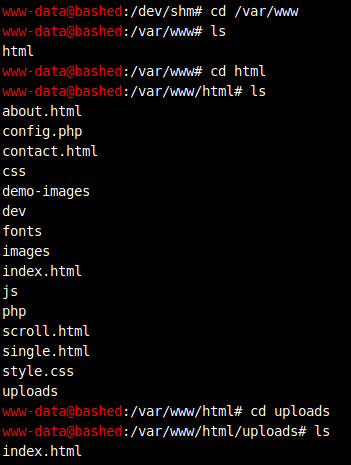 www-data@bashed:/dev/shm# cd /var/www
www-data@bashed:/var/www# ls
html
www-data@bashed:/var/www# cd html
www-data@bashed:/var/www/html# ls
about.html
config.php
contact.html
css
demo-images
dev
fonts
images
index.html
js
php
scroll.html
single.html
style.css
uploads
www-data@bashed:/var/www/html# cd uploads
www-data@bashed:/var/www/html/uploads# ls
index.html